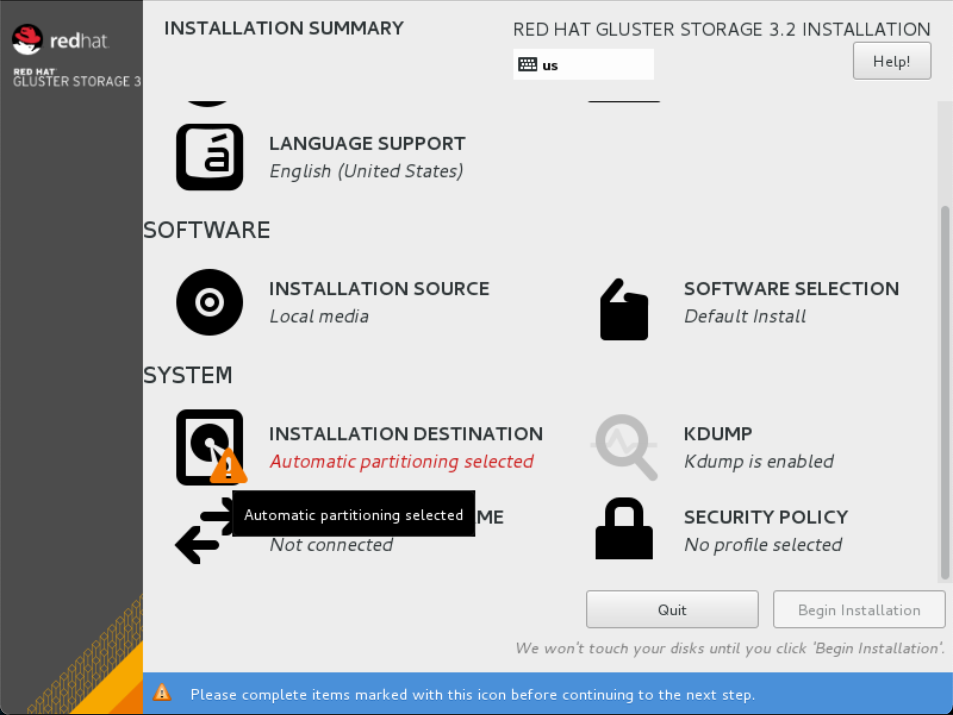 redhat.
RED HAT
GLUSTER STORAGE 3
INSTALLATION SUMMARY
RED HAT GLUSTER STORAGE 3.2 INSTALLATION
us
Help!
á
LANGUAGE SUPPORT
English (United States)
SOFTWARE
INSTALLATION SOURCE
Local media
SOFTWARE SELECTION
Default Install
SYSTEM
INSTALLATION DESTINATION
Automatic partitioning selected
KDUMP
Kdump is enabled
Automatic partitioning selected
ME
Not connected
SECURITY POLICY
No profile selected
Quit
Begin Installation
We won't touch your disks until you click 'Begin Installation'.
Please complete items marked with this icon before continuing to the next step.